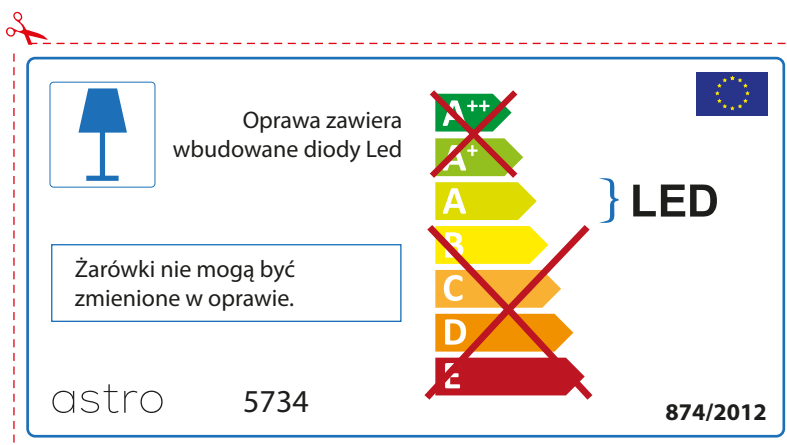 Oprawa zawiera
wbudowane diody Led
A++
A+
A
B
C
D
E
LED
Żarówki nie mogą być
zmienione w oprawie.
astro
5734
874/2012